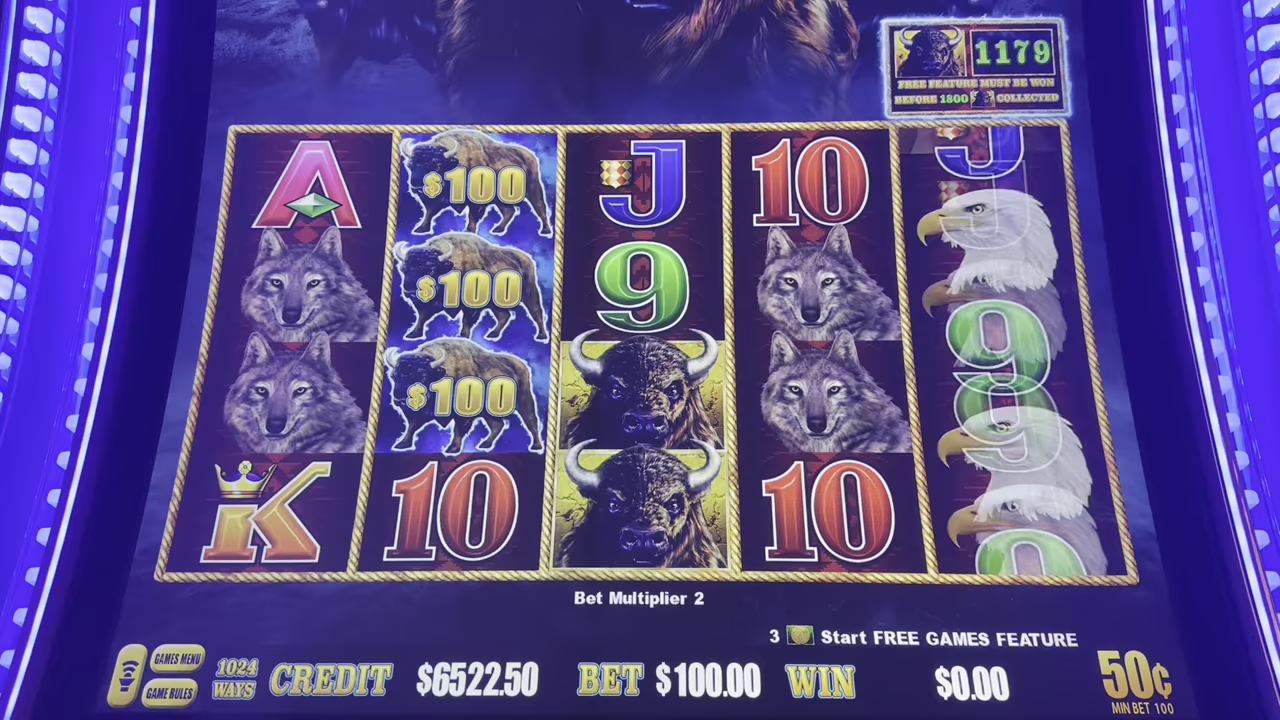 1179
FREE FEATURE MUST BE WON
BEFORE 1800 COLLECTED
A $100 J 10 J
9
$100
$100
9
9
K 10 10
Bet Multiplier 2
3 Start FREE GAMES FEATURE
GAMES MENU
GAME RULES
1024 WAYS
CREDIT $6522.50 BET $100.00 WIN $0.00
50¢
MIN BET 100